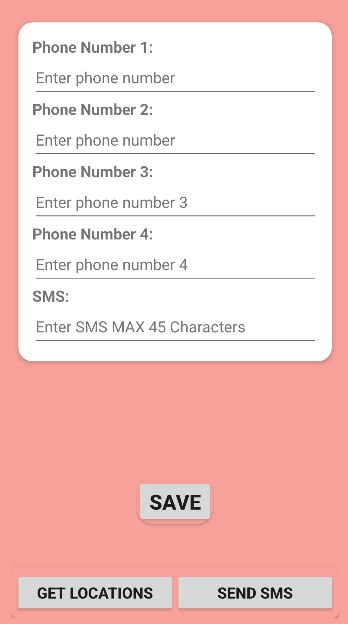 Phone Number 1:
Enter phone number
Phone Number 2:
Enter phone number
Phone Number 3:
Enter phone number 3
Phone Number 4:
Enter phone number 4
SMS:
Enter SMS MAX 45 Characters
SAVE
GET LOCATIONS
SEND SMS